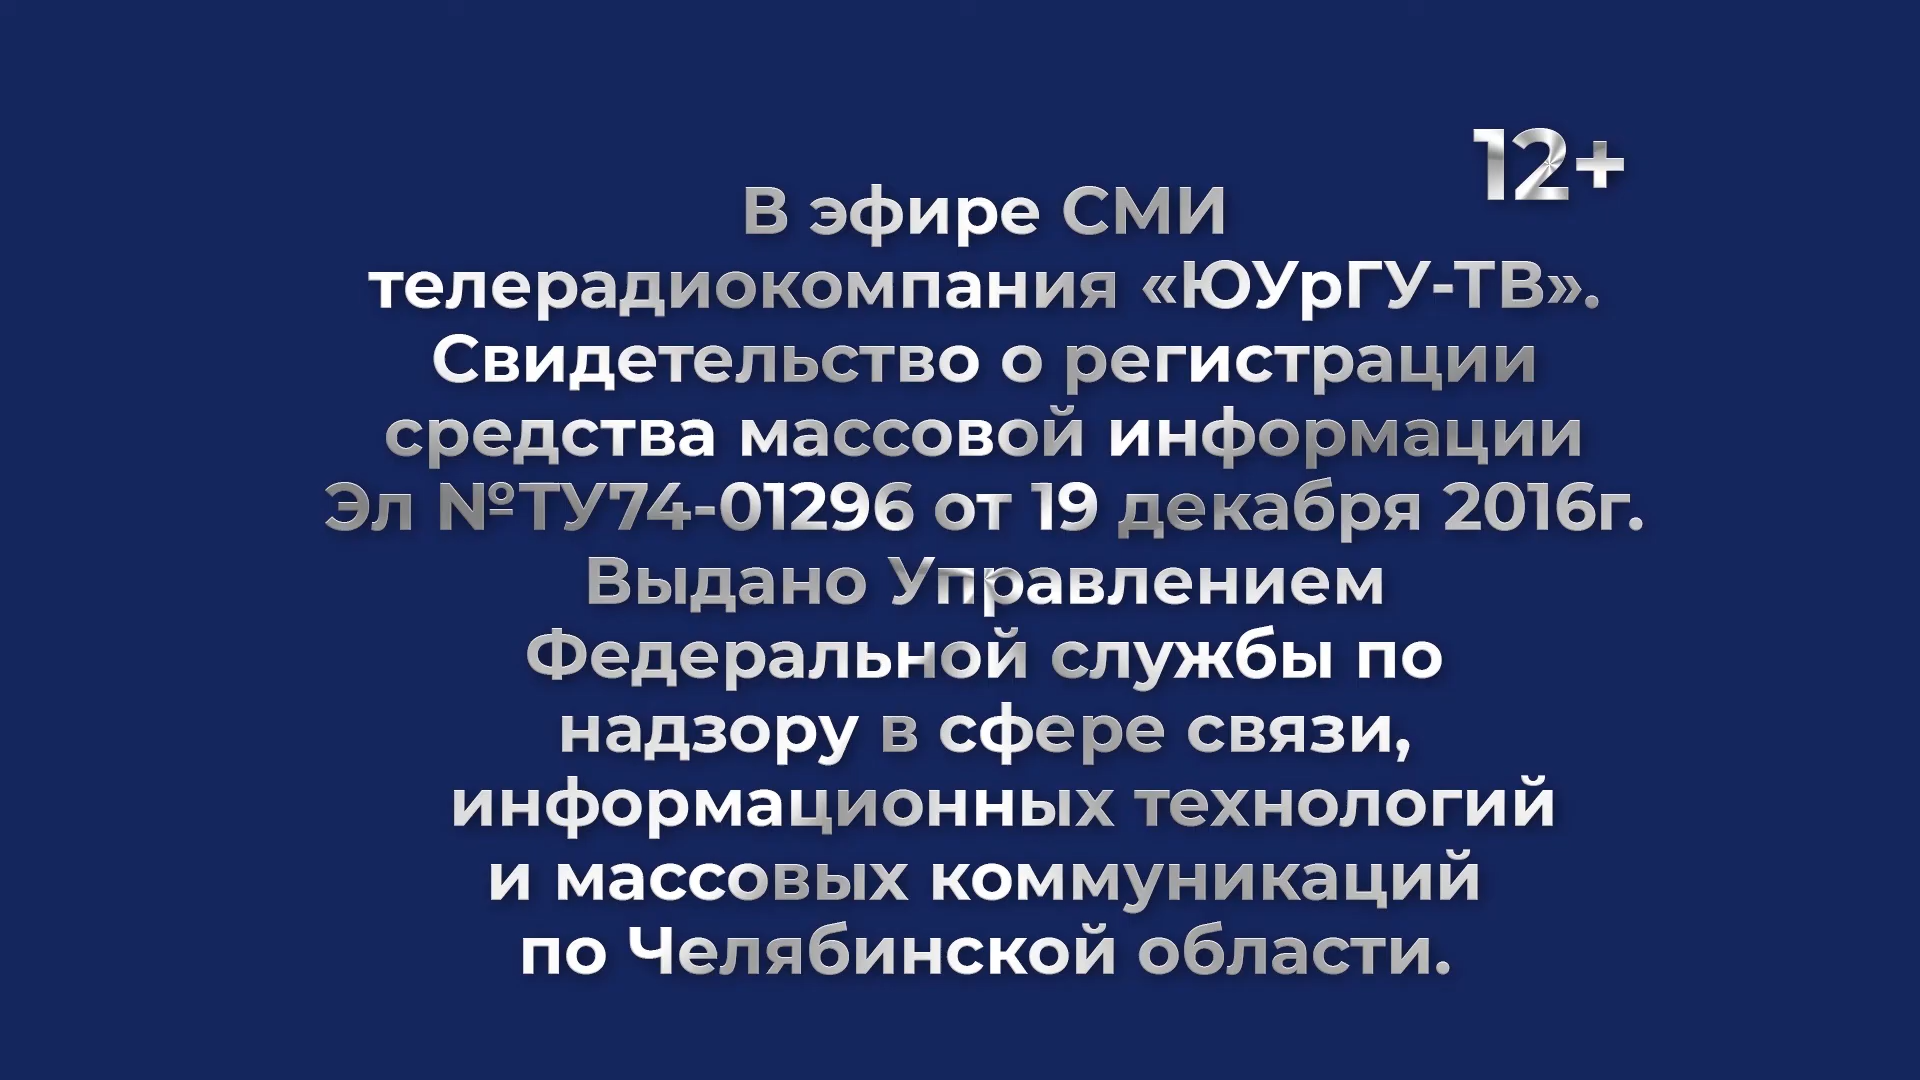 12+
В эфире СМИ
телерадиокомпания «ЮУрГУ-ТВ».
Свидетельство о регистрации
средства массовой информации
Эл №ТУ74-01296 от 19 декабря 2016г.
Выдано Управлением
Федеральной службы по
надзору в сфере связи,
информационных технологий
и массовых коммуникаций
по Челябинской области.